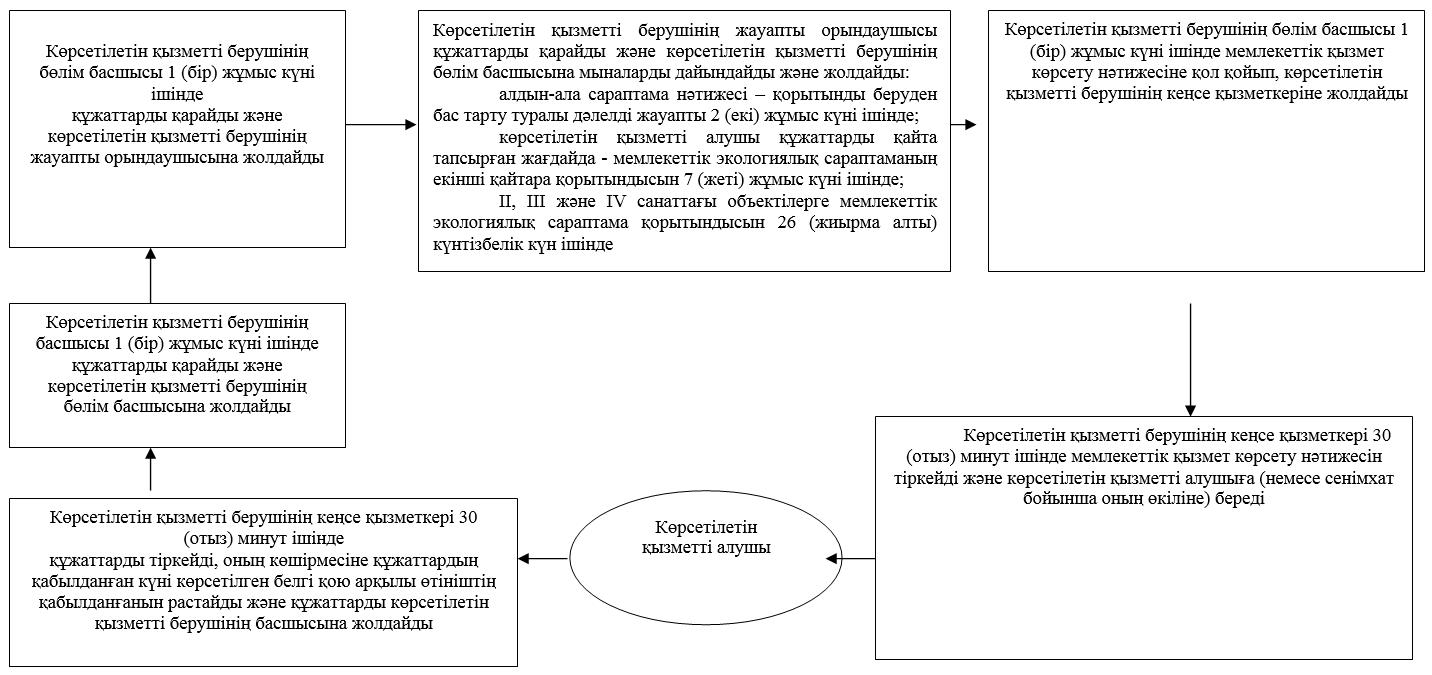 Көрсетілетін қызметті берушінің
бөлім басшысы 1 (бір) жұмыс күні
ішінде
құжаттарды қарайды және
көрсетілетін қызметті берушінің
жауапты орындаушысына жолдайды
Көрсетілетін қызметті берушінің жауапты орындаушысы
құжаттарды қарайды және көрсетілетін қызметті берушінің
бөлім басшысына мыналарды дайындайды және жолдайды:
алдын-ала сараптама нәтижесі – қорытынды беруден
бас тарту туралы дәлелді жауапты 2 (екі) жұмыс күні ішінде;
көрсетілетін қызметті алушы құжаттарды қайта
тапсырған жағдайда - мемлекеттік экологиялық сараптаманың
екінші қайтара қорытындысын 7 (жеті) жұмыс күні ішінде;
II, III және IV санаттағы объектілерге мемлекеттік
экологиялық сараптама қорытындысын 26 (жиырма алты)
күнтізбелік күн ішінде
Көрсетілетін қызметті берушінің бөлім басшысы 1
(бір) жұмыс күні ішінде мемлекеттік қызмет
көрсету нәтижесіне қол қойып, көрсетілетін
қызметті берушінің кеңсе қызметкеріне жолдайды
Көрсетілетін қызметті берушінің
басшысы 1 (бір) жұмыс күні ішінде
құжаттарды қарайды және
көрсетілетін қызметті берушінің
бөлім басшысына жолдайды
Көрсетілетін қызметті берушінің кеңсе қызметкері 30
(отыз) минут ішінде мемлекеттік қызмет көрсету нәтижесін
тіркейді және көрсетілетін қызметті алушыға (немесе сенімхат
бойынша оның өкіліне) береді
Көрсетілетін қызметті берушінің кеңсе қызметкері 30
(отыз) минут ішінде
құжаттарды тіркейді, оның көшірмесіне құжаттардың
қабылданған күні көрсетілген белгі қою арқылы өтініштің
қабылданғанын растайды және құжаттарды көрсетілетін
қызметті берушінің басшысына жолдайды
Көрсетілетін
қызметті алушы